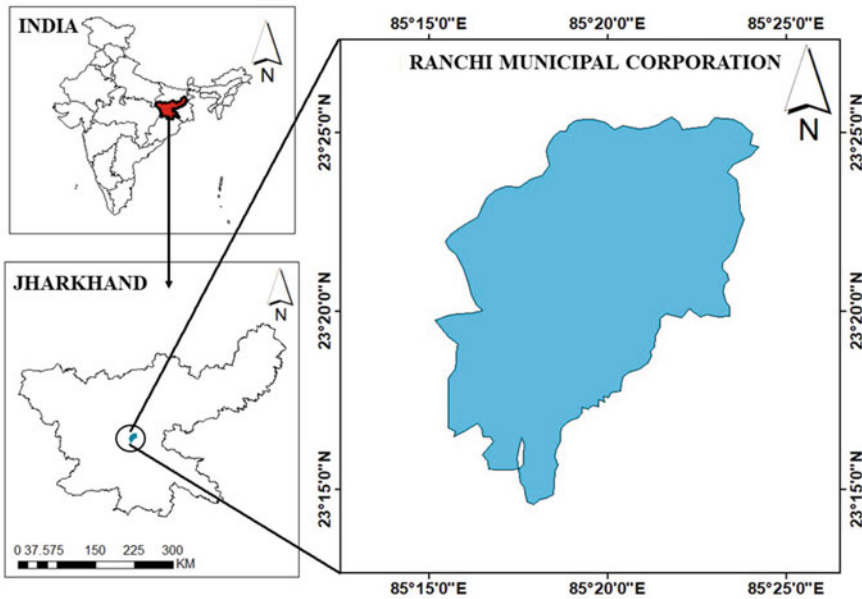 INDIA
N
JHARKHAND
N
0 37.575 150 225 300
KM
85°15'0"E 85°20'0"E 85°25'0"E
RANCHI MUNICIPAL CORPORATION
N
23°25'0"N 23°25'0"N
23°20'0"N 23°20'0"N
23°15'0"N 23°15'0"N
85°15'0"E 85°20'0"E 85°25'0"E